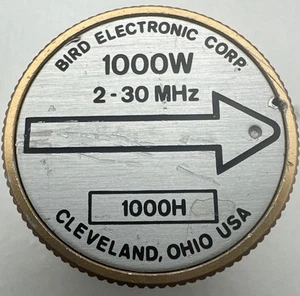 BIRD ELECTRONIC CORP.
1000W
2-30 MHz
1000H
CLEVELAND, OHIO USA